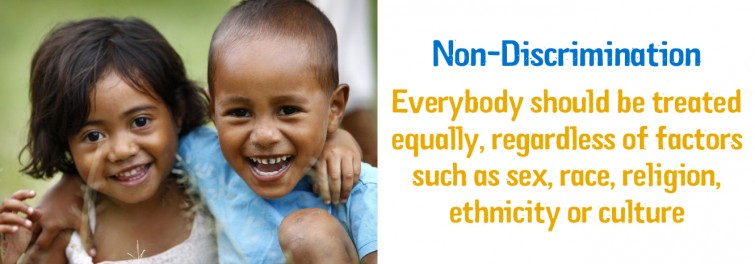 Non-Discrimination
Everybody should be treated
equally, regardless of factors
such as sex, race, religion,
ethnicity or culture